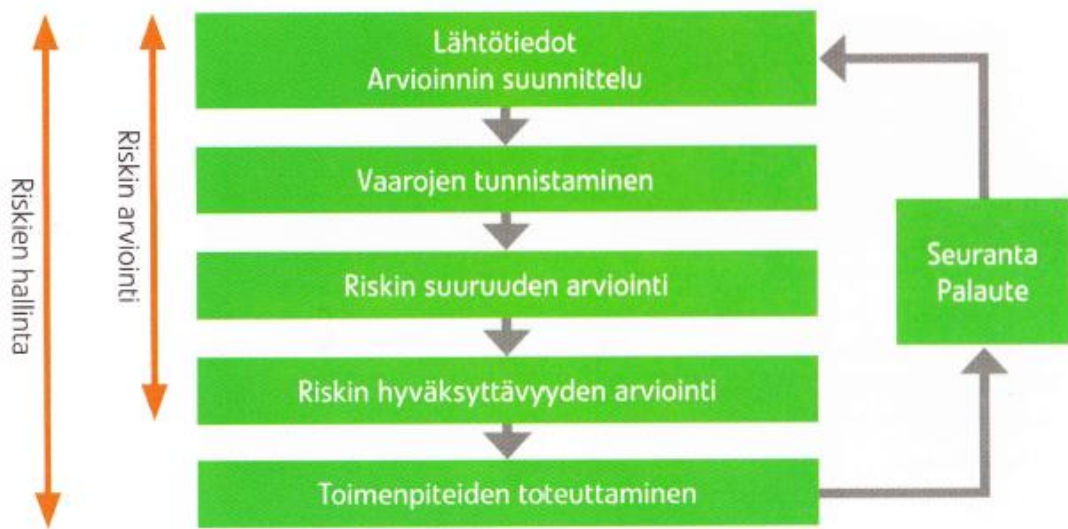 Riskien hallinta
Riskin arviointi
Lähtötiedot
Arvioinnin suunnittelu
Vaarojen tunnistaminen
Riskin suuruuden arviointi
Riskin hyväksyttävyyden arviointi
Toimenpiteiden toteuttaminen
Seuranta
Palaute